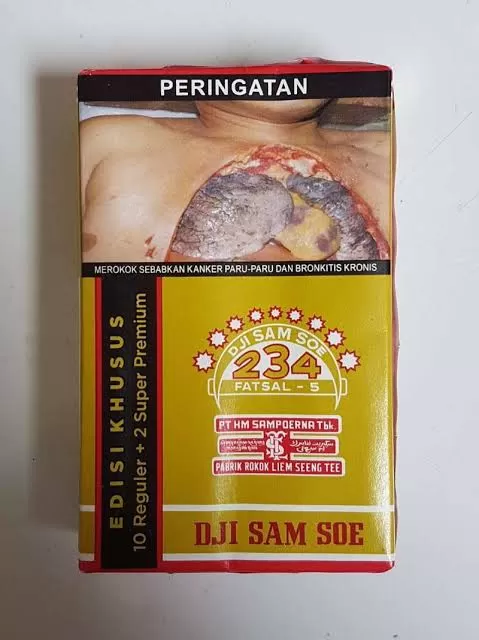 PERINGATAN
MEROKOK SEBABKAN KANKER PARU-PARU DAN BRONKITIS KRONIS
EDISI KHUSUS
10 Reguler + 2 Super Premium
DJI SAM SOE
234
FATSAL - 5
PT HM SAMPOERNA Tbk.
PABRIK ROKOK LIEM SEENG TEE
DJI SAM SOE